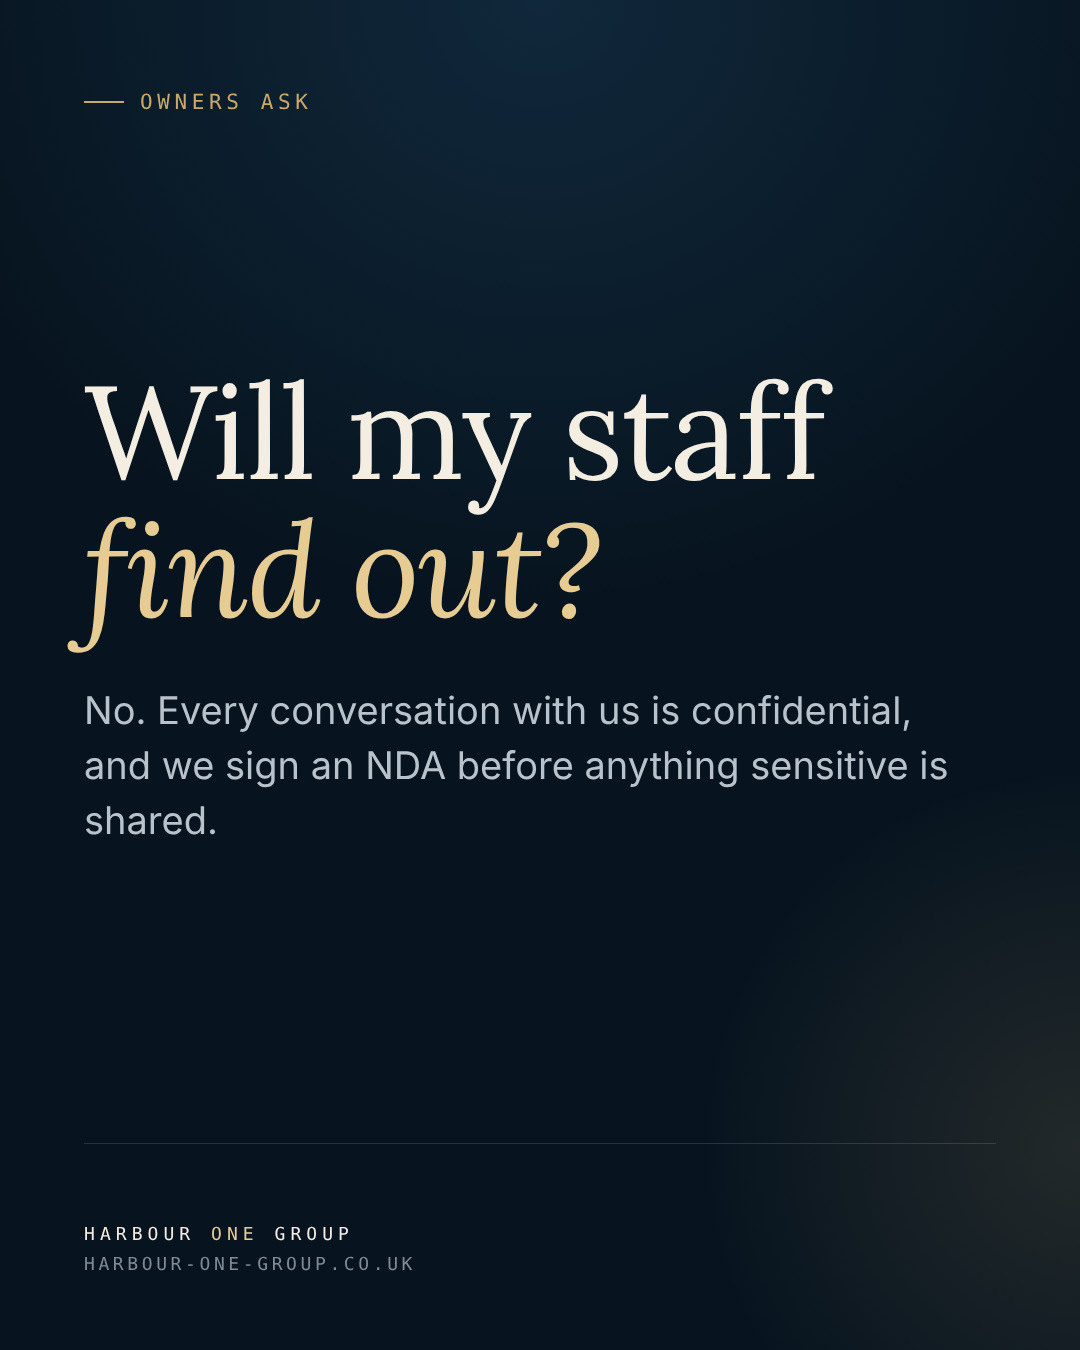 OWNERS ASK
Will my staff
find out?
No. Every conversation with us is confidential,
and we sign an NDA before anything sensitive is
shared.
HARBOUR ONE GROUP
HARBOUR-ONE-GROUP.CO.UK